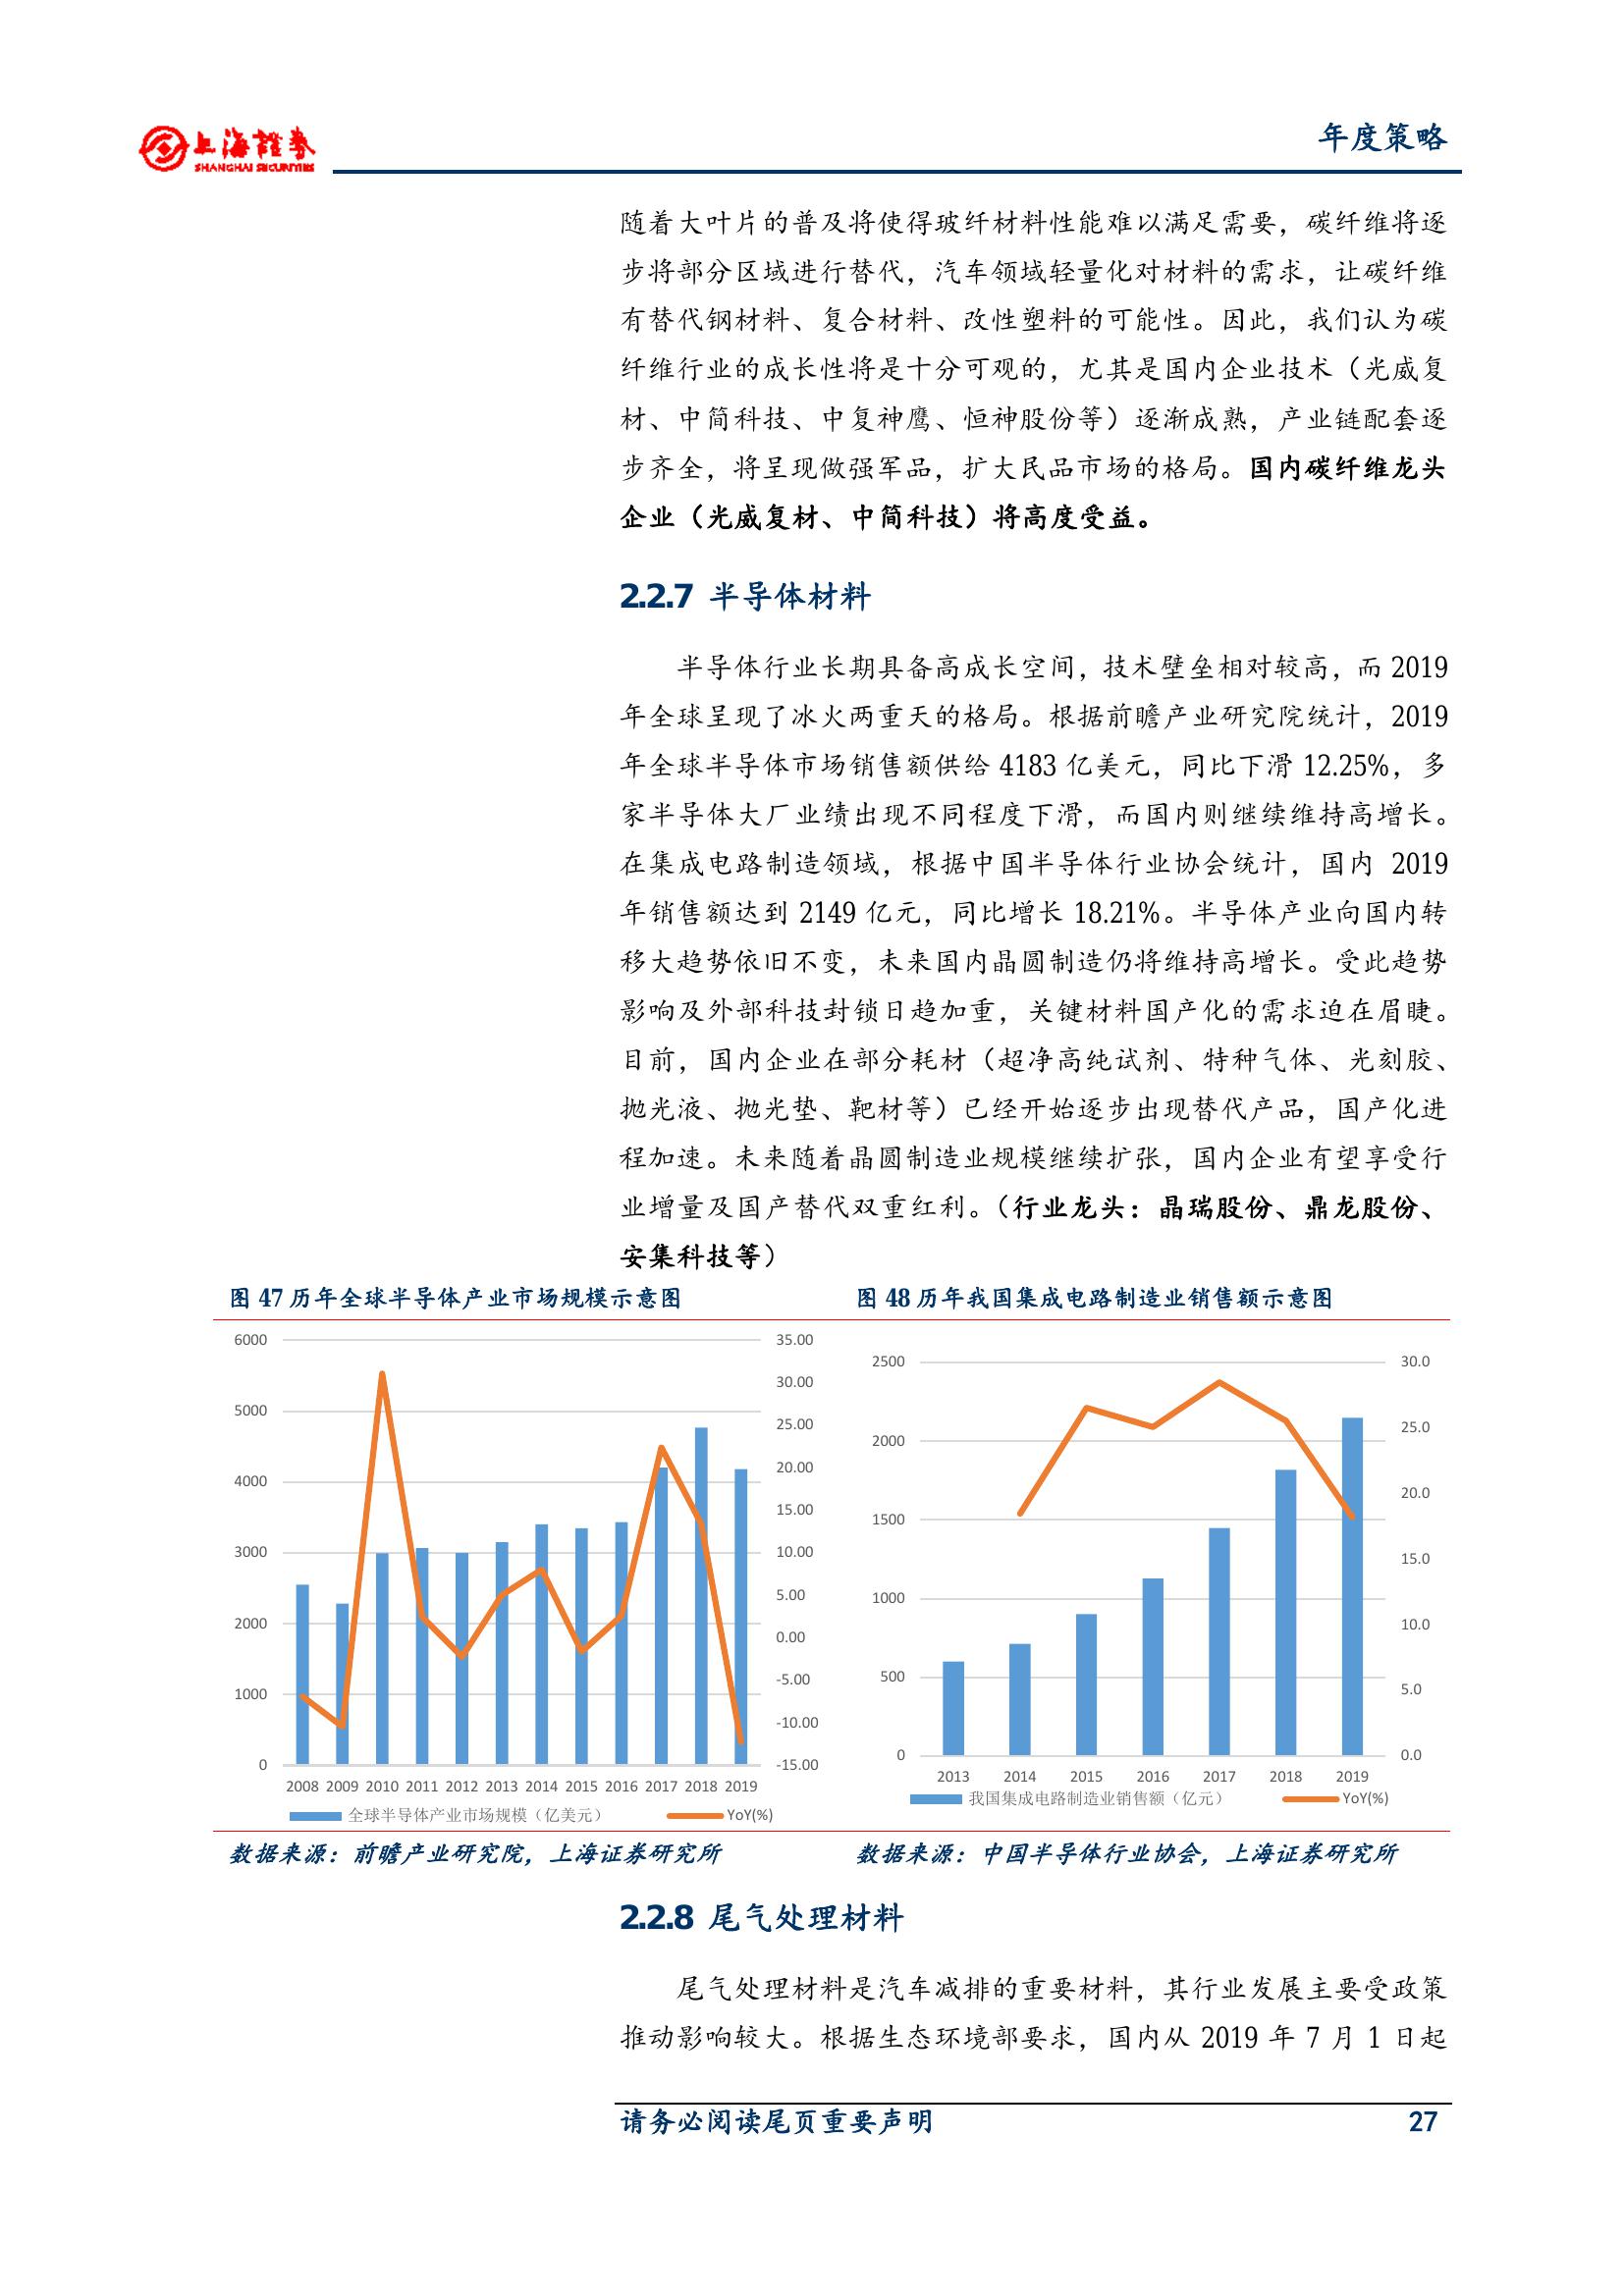 上海證券
SHANGHAI SECURITIES
年度策略
随着大叶片的普及将使得玻纤材料性能难以满足需要，碳纤维将逐
步将部分区域进行替代，汽车领域轻量化对材料的需求，让碳纤维
有替代钢材料、复合材料、改性塑料的可能性。因此，我们认为碳
纤维行业的成长性将是十分可观的，尤其是国内企业技术（光威复
材、中简科技、中复神鹰、恒神股份等）逐渐成熟，产业链配套逐
步齐全，将呈现做强军品，扩大民品市场的格局。国内碳纤维龙头
企业（光威复材、中简科技）将高度受益。
2.2.7 半导体材料
半导体行业长期具备高成长空间，技术壁垒相对较高，而 2019
年全球呈现了冰火两重天的格局。根据前瞻产业研究院统计，2019
年全球半导体市场销售额供给 4183 亿美元，同比下滑 12.25%，多
家半导体大厂业绩出现不同程度下滑，而国内则继续维持高增长。
在集成电路制造领域，根据中国半导体行业协会统计，国内 2019
年销售额达到 2149 亿元，同比增长 18.21%。半导体产业向国内转
移大趋势依旧不变，未来国内晶圆制造仍将维持高增长。受此趋势
影响及外部科技封锁日趋加重，关键材料国产化的需求迫在眉睫。
目前，国内企业在部分耗材（超净高纯试剂、特种气体、光刻胶、
抛光液、抛光垫、靶材等）已经开始逐步出现替代产品，国产化进
程加速。未来随着晶圆制造业规模继续扩张，国内企业有望享受行
业增量及国产替代双重红利。（行业龙头：晶瑞股份、鼎龙股份、
安集科技等）
图 47 历年全球半导体产业市场规模示意图
6000
5000
4000
3000
2000
1000
0
35.00
30.00
25.00
20.00
15.00
10.00
5.00
0.00
-5.00
-10.00
-15.00
2008 2009 2010 2011 2012 2013 2014 2015 2016 2017 2018 2019
全球半导体产业市场规模（亿美元） YoY(%)
数据来源：前瞻产业研究院，上海证券研究所
图 48 历年我国集成电路制造业销售额示意图
2500
2000
1500
1000
500
0
30.0
25.0
20.0
15.0
10.0
5.0
0.0
2013 2014 2015 2016 2017 2018 2019
我国集成电路制造业销售额（亿元） YoY(%)
数据来源：中国半导体行业协会，上海证券研究所
2.2.8 尾气处理材料
尾气处理材料是汽车减排的重要材料，其行业发展主要受政策
推动影响较大。根据生态环境部要求，国内从 2019 年 7 月 1 日起
请务必阅读尾页重要声明 27